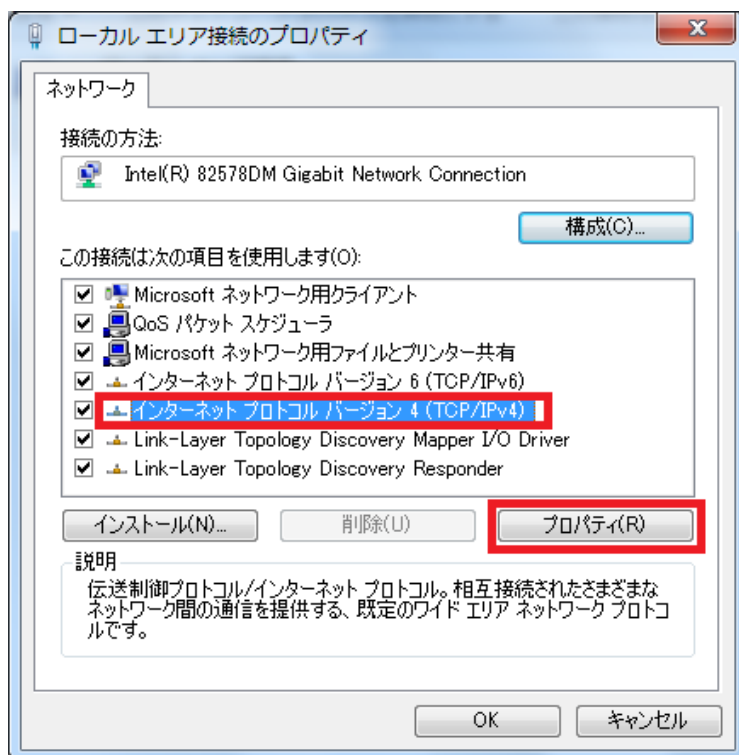 ローカル エリア接続のプロパティ
ネットワーク
接続の方法:
Intel(R) 82578DM Gigabit Network Connection
構成(C)...
この接続は次の項目を使用します(O):
Microsoft ネットワーク用クライアント
QoS パケット スケジューラ
Microsoft ネットワーク用ファイルとプリンター共有
インターネット プロトコル バージョン 6 (TCP/IPv6)
インターネット プロトコル バージョン 4 (TCP/IPv4)
Link-Layer Topology Discovery Mapper I/O Driver
Link-Layer Topology Discovery Responder
インストール(N)...
削除(U)
プロパティ(R)
説明
伝送制御プロトコル/インターネット プロトコル。相互接続されたさまざまな
ネットワーク間の通信を提供する、既定のワイド エリア ネットワーク プロトコ
ルです。
OK
キャンセル